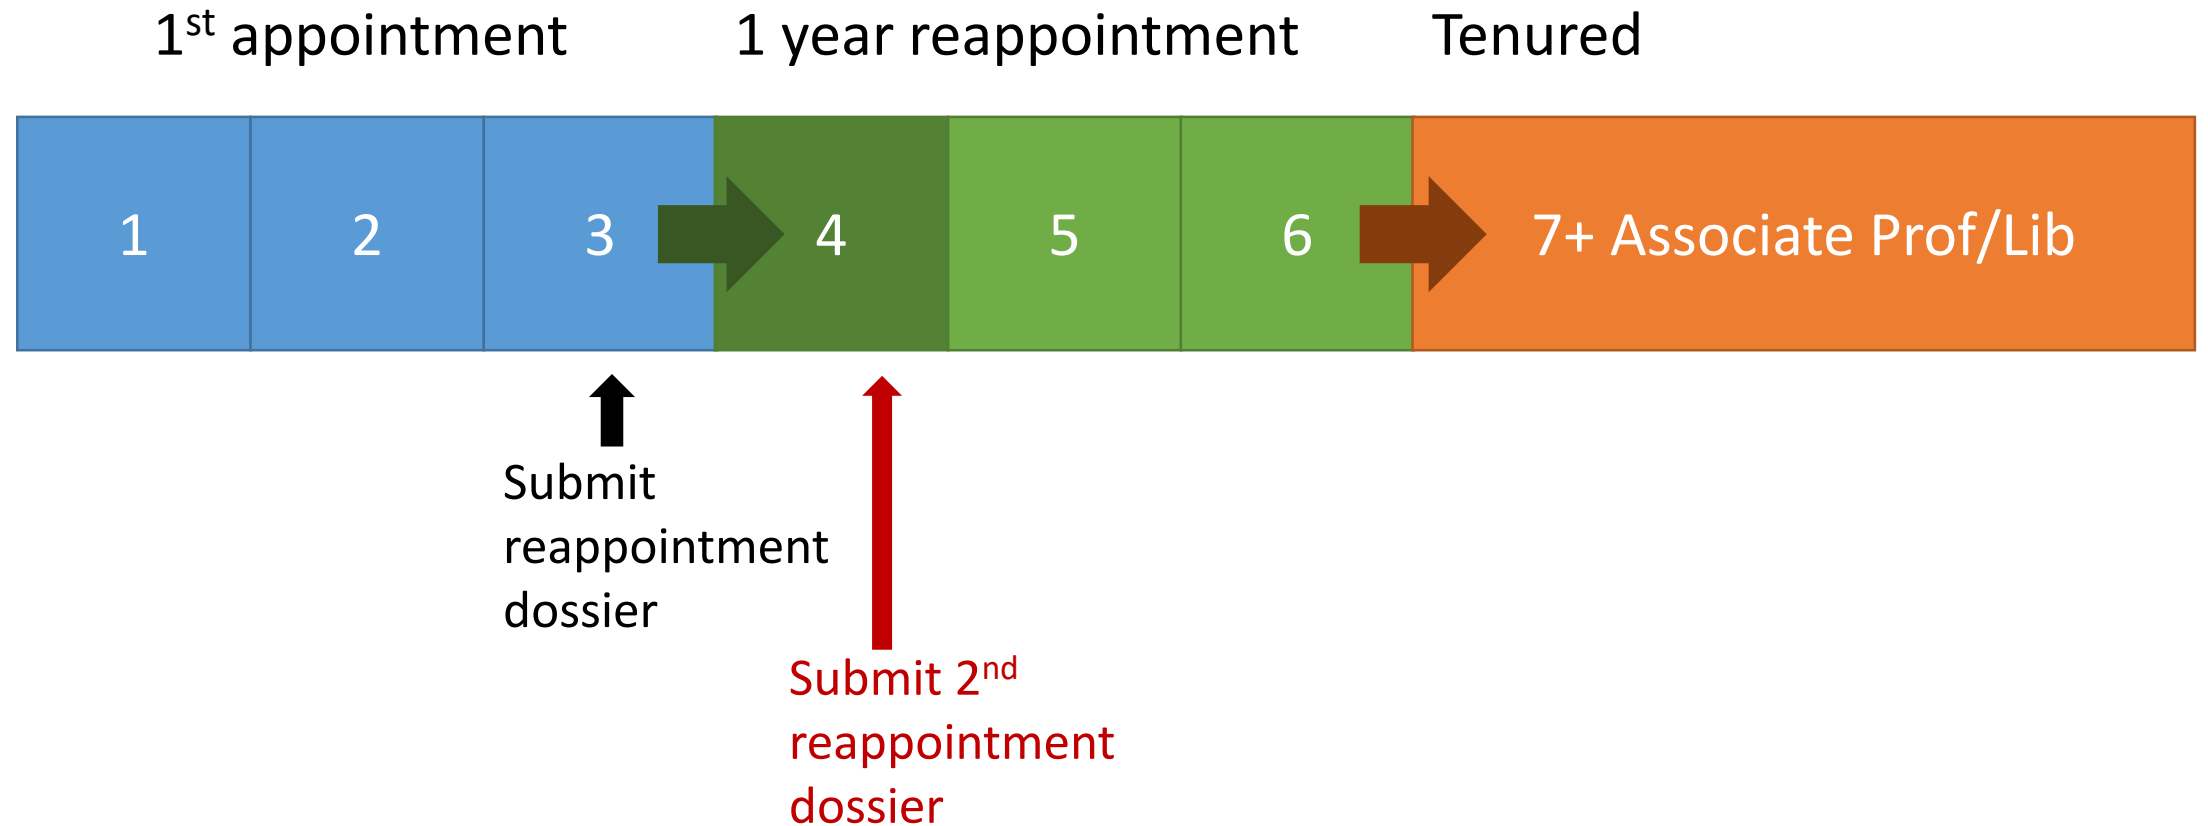 1st appointment
1 year reappointment
Tenured
1
2
3
4
5
6
7+ Associate Prof/Lib
Submit
reappointment
dossier
Submit 2nd
reappointment
dossier